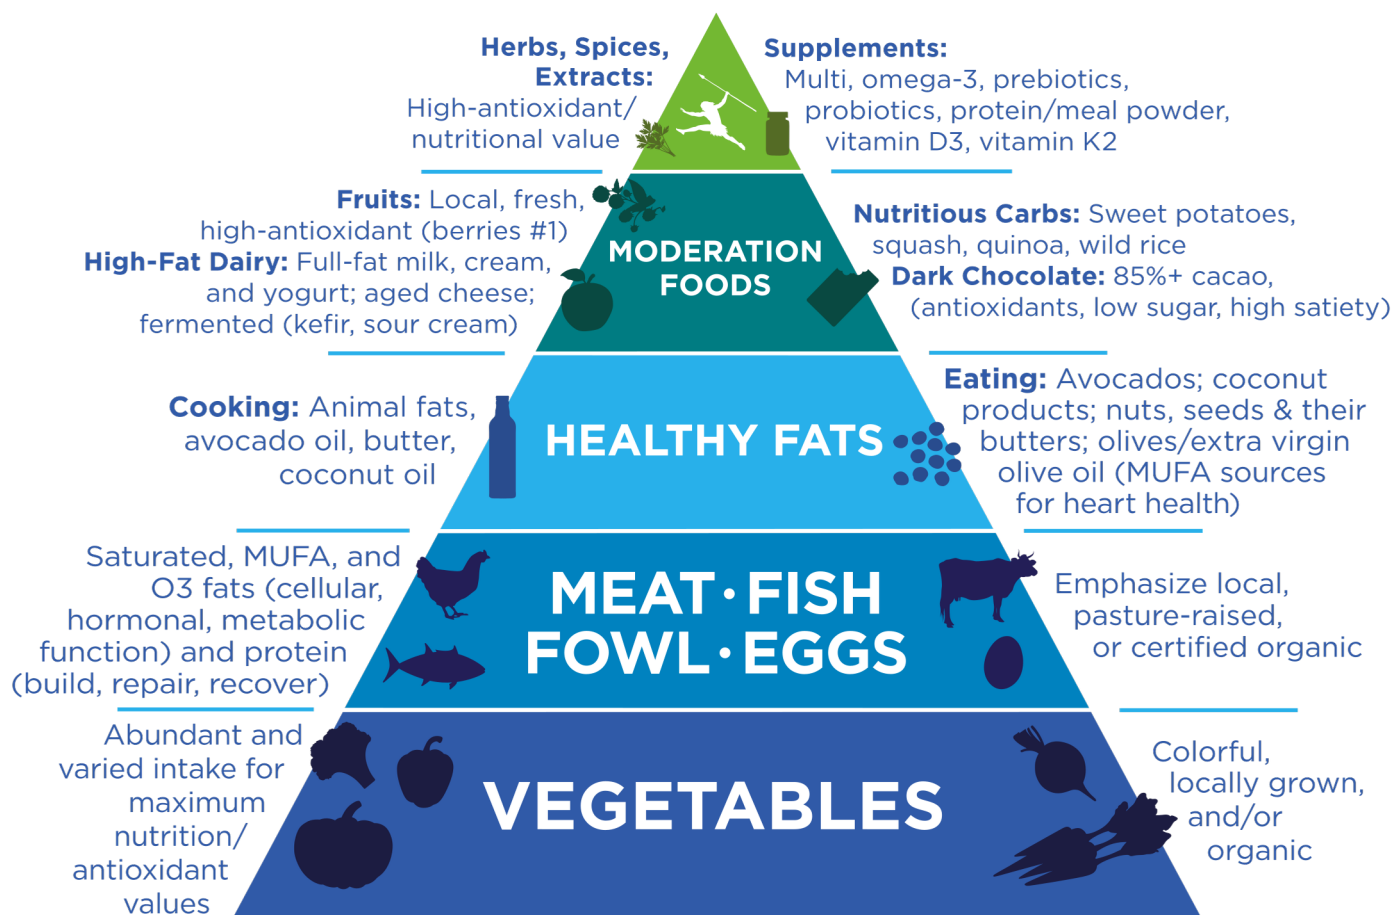 Herbs, Spices,
Extracts:
High-antioxidant/
nutritional value
Supplements:
Multi, omega-3, prebiotics,
probiotics, protein/meal powder,
vitamin D3, vitamin K2
Fruits: Local, fresh,
high-antioxidant (berries #1)
High-Fat Dairy: Full-fat milk, cream,
and yogurt; aged cheese;
fermented (kefir, sour cream)
MODERATION
FOODS
Nutritious Carbs: Sweet potatoes,
squash, quinoa, wild rice
Dark Chocolate: 85%+ cacao,
(antioxidants, low sugar, high satiety)
Cooking: Animal fats,
avocado oil, butter,
coconut oil
HEALTHY FATS
Eating: Avocados; coconut
products; nuts, seeds & their
butters; olives/extra virgin
olive oil (MUFA sources
for heart health)
Saturated, MUFA, and
O3 fats (cellular,
hormonal, metabolic
function) and protein
(build, repair, recover)
MEAT · FISH
FOWL · EGGS
Emphasize local,
pasture-raised,
or certified organic
Abundant and
varied intake for
maximum
nutrition/
antioxidant
values
VEGETABLES
Colorful,
locally grown,
and/or
organic